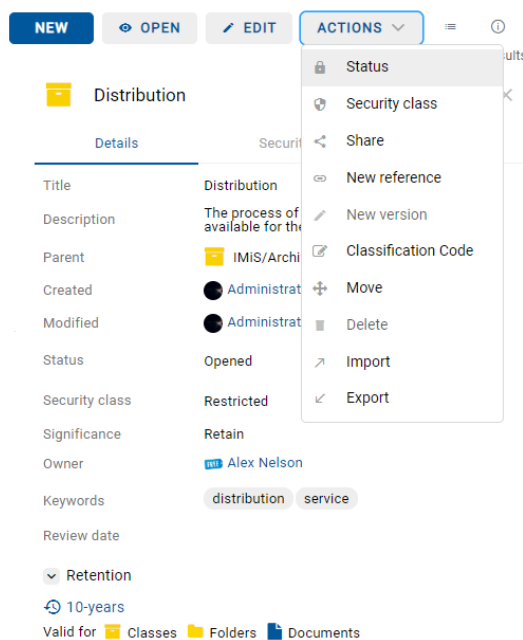 NEW OPEN EDIT ACTIONS
sults
Status
Distribution
Security class
Details Securit
Share
New reference
Title Distribution
New version
Description The process of
available for the
Classification Code
Parent IMiS/Archi
Created Administrat
Move
Modified Administrat
Delete
Status Opened
Import
Security class Restricted
Export
Significance Retain
Owner FREE Alex Nelson
Keywords distribution service
Review date
Retention
10-years
Valid for Classes Folders Documents